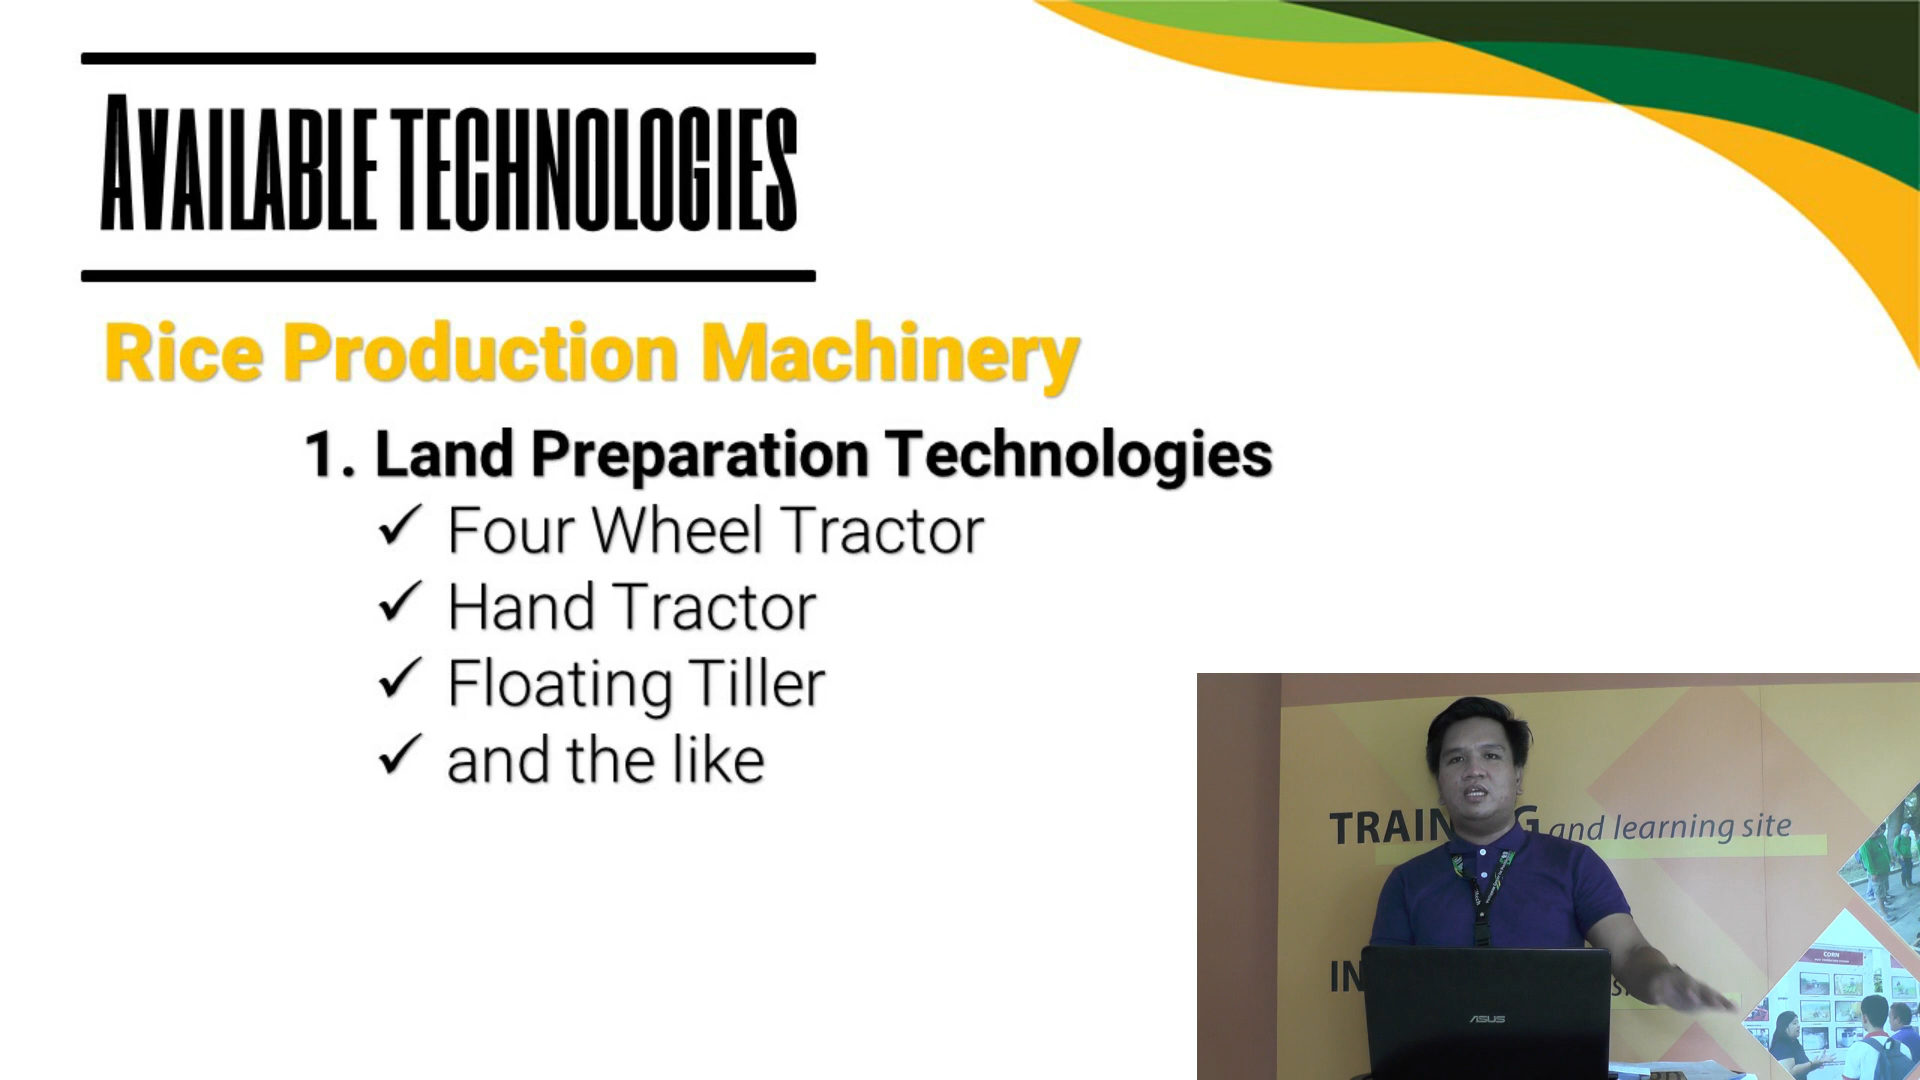 AVAILABLE TECHNOLOGIES
Rice Production Machinery
1. Land Preparation Technologies
✓ Four Wheel Tractor
✓ Hand Tractor
✓ Floating Tiller
✓ and the like
and learning site
CORN
ASUS